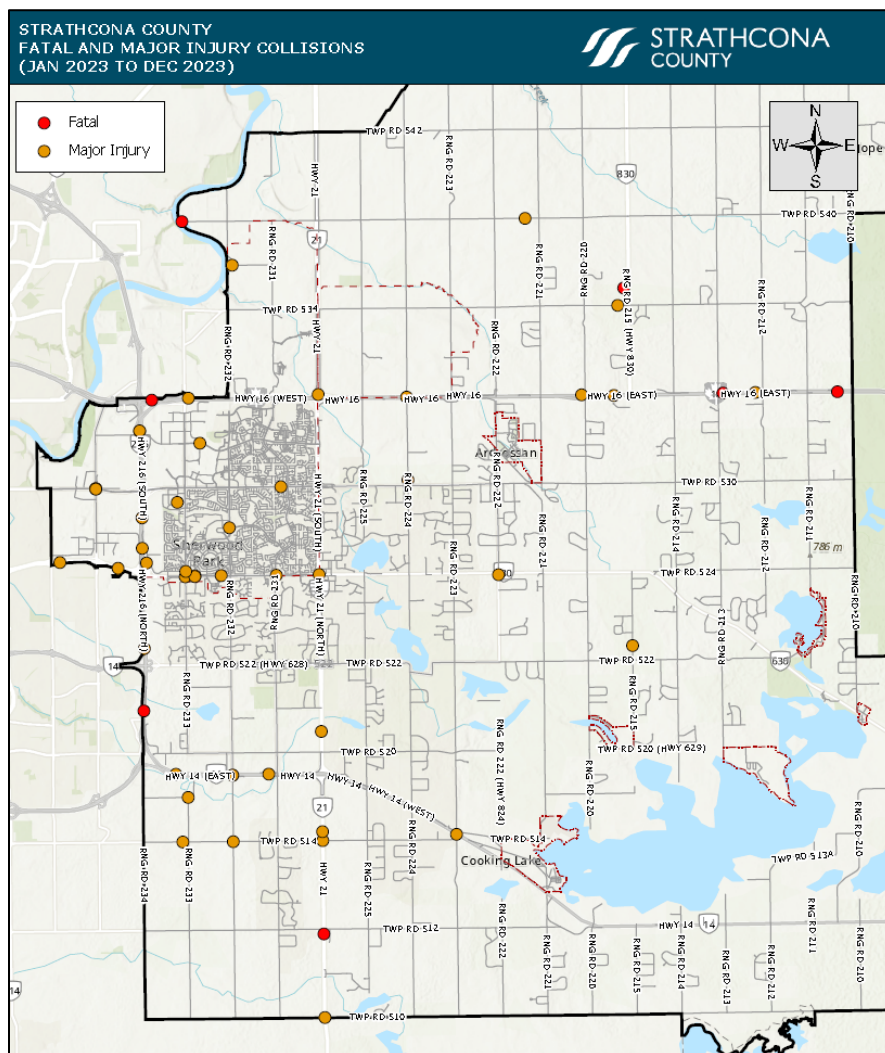 STRATHCONA COUNTY
FATAL AND MAJOR INJURY COLLISIONS
(JAN 2023 TO DEC 2023)
STRATHCONA
COUNTY
Fatal
Major Injury
N
W E
S
TWP RD 542
HWY 21
RNG RD 223
830
RNG RD 210
TWP RD 540
21
RNG RD 231
RNG RD 221
RNG RD 220
RNG RD 215 (HWY 830)
RNG RD 212
TWP RD 534
RNG RD 232
HWY 21
RNG RD 222
HWY 16 (WEST)
HWY 16
HWY 16
HWY 16 (EAST)
HWY 16 (EAST)
HWY 216 (SOUTH)
RNG RD 222
TWP RD 530
RNG RD 225
RNG RD 224
HWY 21 (SOUTH)
RNG RD 214
RNG RD 212
RNG RD 211
Sherwood
Park
RNG RD 221
786 m
TWP RD 524
RNG RD 223
HWY 216 (NORTH)
RNG RD 232
RNG RD 231
HWY 21 (NORTH)
RNG RD 210
RNG RD 213
14
TWP RD 522 (HWY 628)
TWP RD 522
TWP RD 522
630
RNG RD 233
RNG RD 215
TWP RD 520
TWP RD 520 (HWY 629)
RNG RD 222 (HWY 824)
RNG RD 220
HWY 14 (EAST)
HWY 14
HWY 14 (WEST)
21
TWP RD 514
TWP RD 514
RNG RD 224
RNG RD 210
Cooking Lake
TWP RD 513A
RNG RD 234
RNG RD 233
HWY 21
RNG RD 225
TWP RD 512
HWY 14
14
RNG RD 222
RNG RD 221
RNG RD 220
RNG RD 215
RNG RD 214
RNG RD 213
RNG RD 212
RNG RD 211
RNG RD 210
14
TWP RD 510